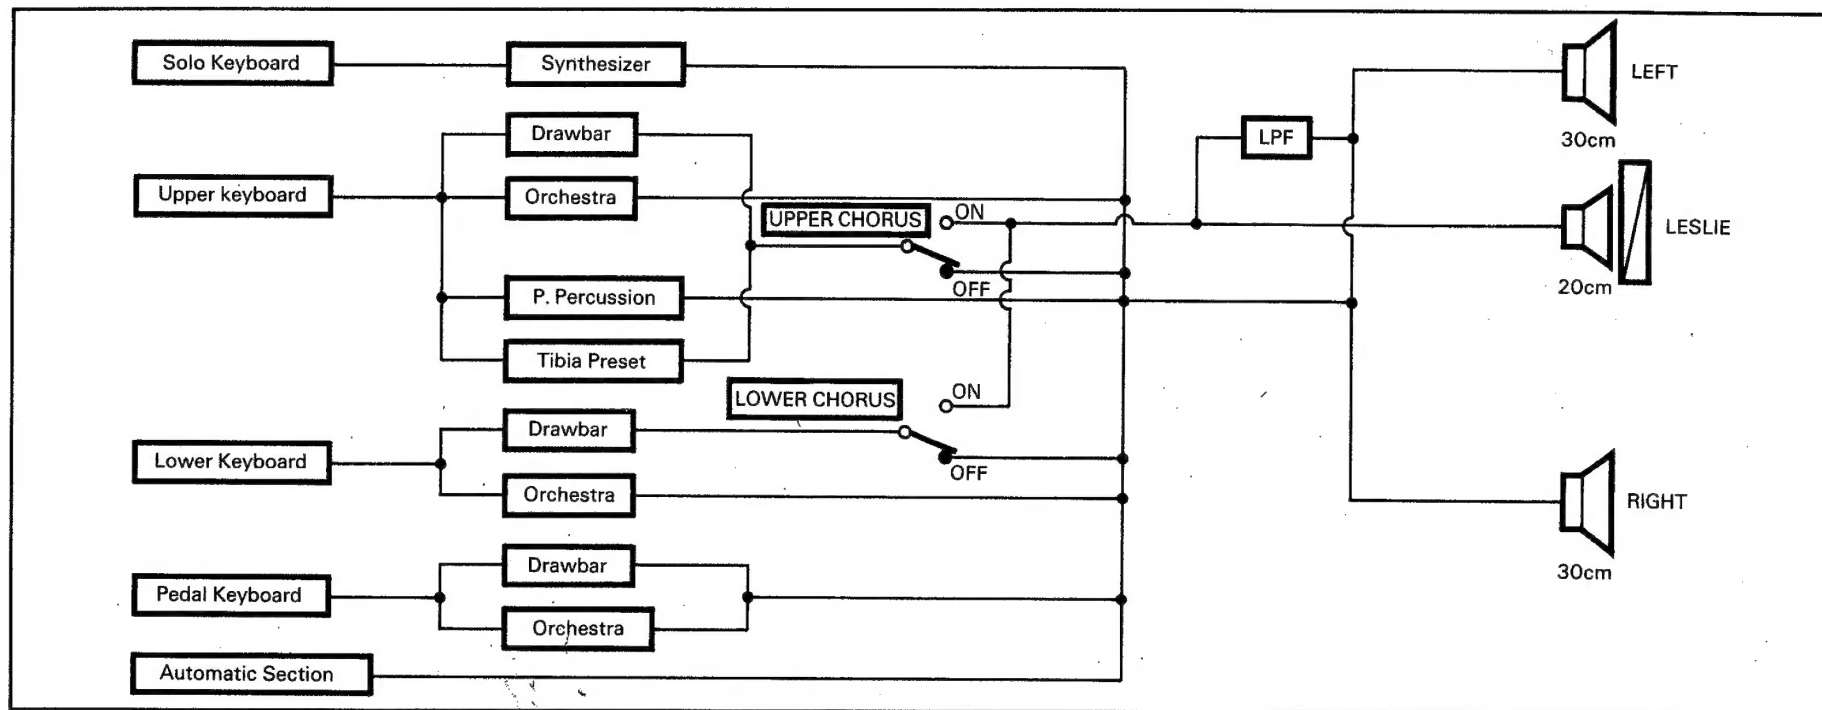 Solo Keyboard
Synthesizer
LEFT
30cm
Drawbar
LPF
Upper keyboard
Orchestra
UPPER CHORUS
ON
OFF
LESLIE
20cm
P. Percussion
Tibia Preset
LOWER CHORUS
ON
OFF
Lower Keyboard
Drawbar
Orchestra
RIGHT
30cm
Pedal Keyboard
Drawbar
Orchestra
Automatic Section